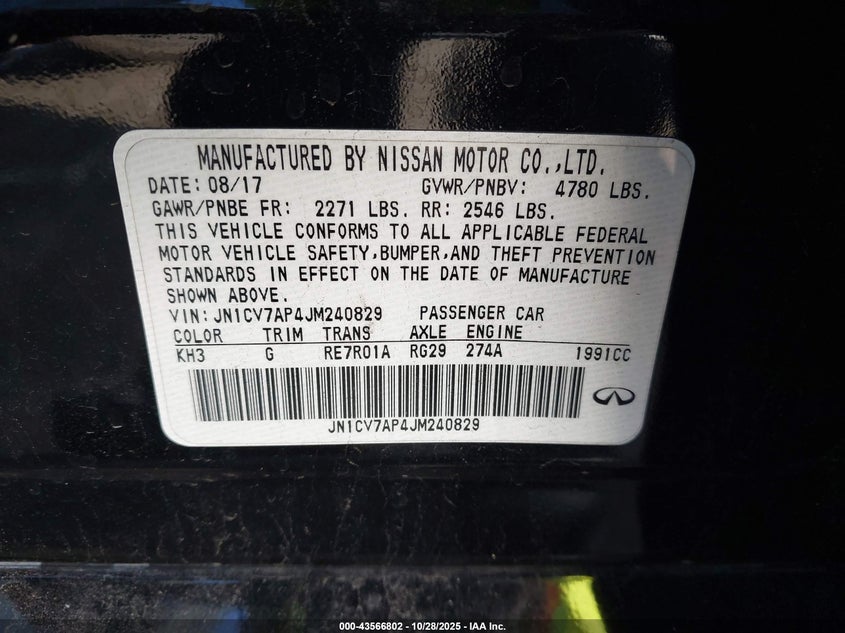 MANUFACTURED BY NISSAN MOTOR CO.,LTD.
DATE: 08/17 GVWR/PNBV: 4780 LBS.
GAWR/PNBE FR: 2271 LBS. RR: 2546 LBS.
THIS VEHICLE CONFORMS TO ALL APPLICABLE FEDERAL
MOTOR VEHICLE SAFETY,BUMPER,AND THEFT PREVENTION
STANDARDS IN EFFECT ON THE DATE OF MANUFACTURE
SHOWN ABOVE.
VIN: JN1CV7AP4JM240829 PASSENGER CAR
COLOR TRIM TRANS AXLE ENGINE
KH3 G RE7R01A RG29 274A 1991CC
JN1CV7AP4JM240829
000-43566802 | 10/28/2025 - IAA Inc.